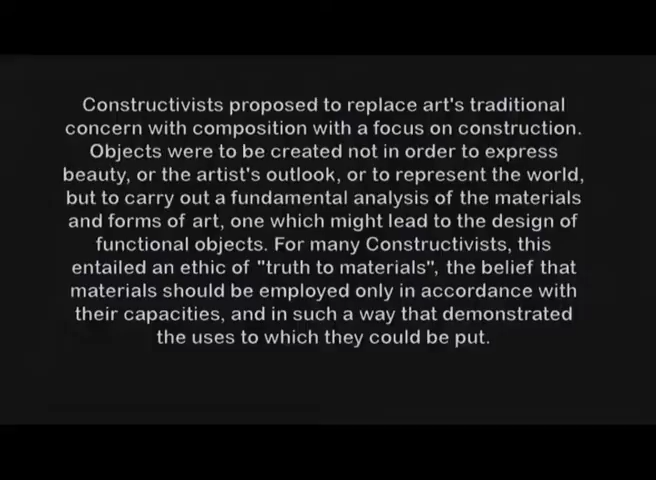 Constructivists proposed to replace art's traditional
concern with composition with a focus on construction.
Objects were to be created not in order to express
beauty, or the artist's outlook, or to represent the world,
but to carry out a fundamental analysis of the materials
and forms of art, one which might lead to the design of
functional objects. For many Constructivists, this
entailed an ethic of "truth to materials", the belief that
materials should be employed only in accordance with
their capacities, and in such a way that demonstrated
the uses to which they could be put.